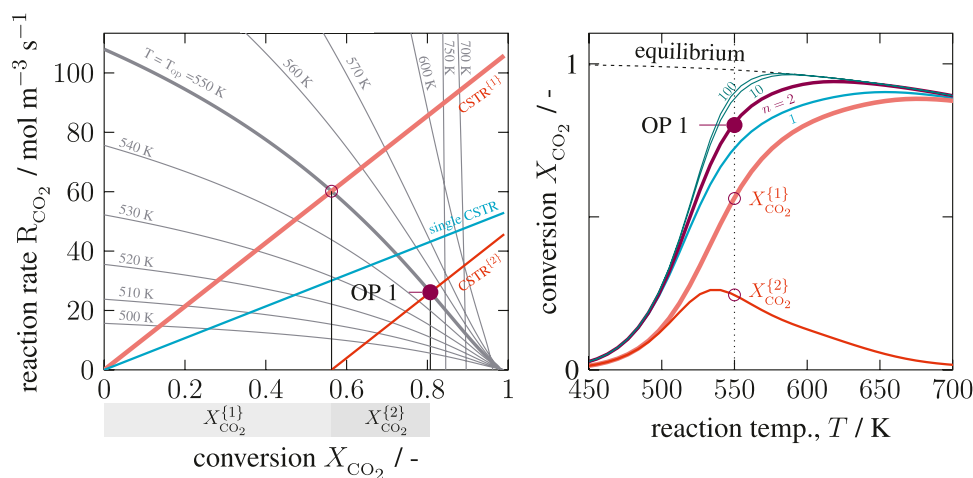 reaction rate R_CO₂ / mol m⁻³ s⁻¹
100
80
60
40
20
0
T = T_op =550 K
540 K
530 K
520 K
510 K
500 K
560 K
570 K
600 K
750 K
700 K
CSTR^{1}
single CSTR
CSTR^{2}
OP 1
0
0.2
0.4
0.6
0.8
1
X_CO₂^{1}
X_CO₂^{2}
conversion X_CO₂ / -
conversion X_CO₂ / -
1
0
equilibrium
100
10
n = 2
1
OP 1
X_CO₂^{1}
X_CO₂^{2}
450
500
550
600
650
700
reaction temp., T / K